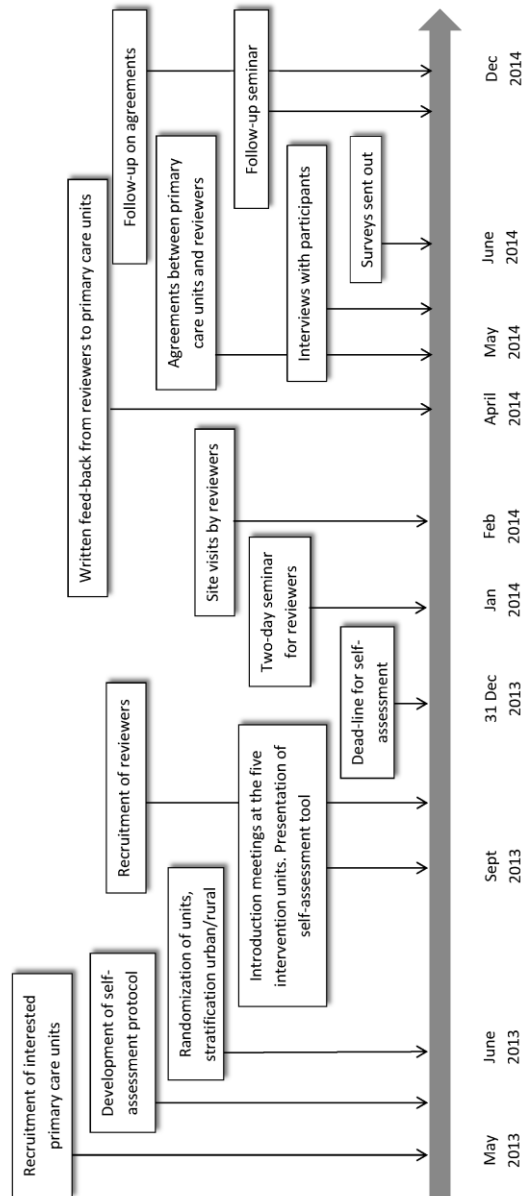 Recruitment of interested
primary care units
Development of self-
assessment protocol
Randomization of units,
stratification urban/rural
Recruitment of reviewers
Introduction meetings at the five
intervention units. Presentation of
self-assessment tool
Dead-line for self-
assessment
Two-day seminar
for reviewers
Site visits by reviewers
Written feed-back from reviewers to primary care units
Follow-up on agreements
Agreements between primary
care units and reviewers
Follow-up seminar
Interviews with participants
Surveys sent out
May
2013
June
2013
Sept
2013
31 Dec
2013
Jan
2014
Feb
2014
April
2014
May
2014
June
2014
Dec
2014